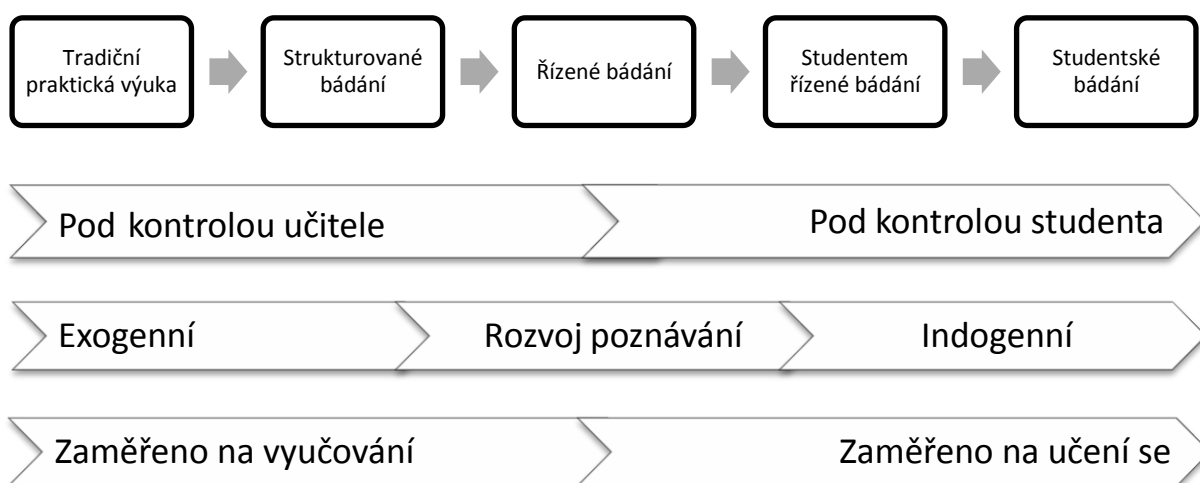 Tradiční
praktická výuka
Strukturované
bádání
Řízené bádání
Studentem
řízené bádání
Studentské
bádání
Pod kontrolou učitele
Pod kontrolou studenta
Exogenní
Rozvoj poznávání
Indogenní
Zaměřeno na vyučování
Zaměřeno na učení se